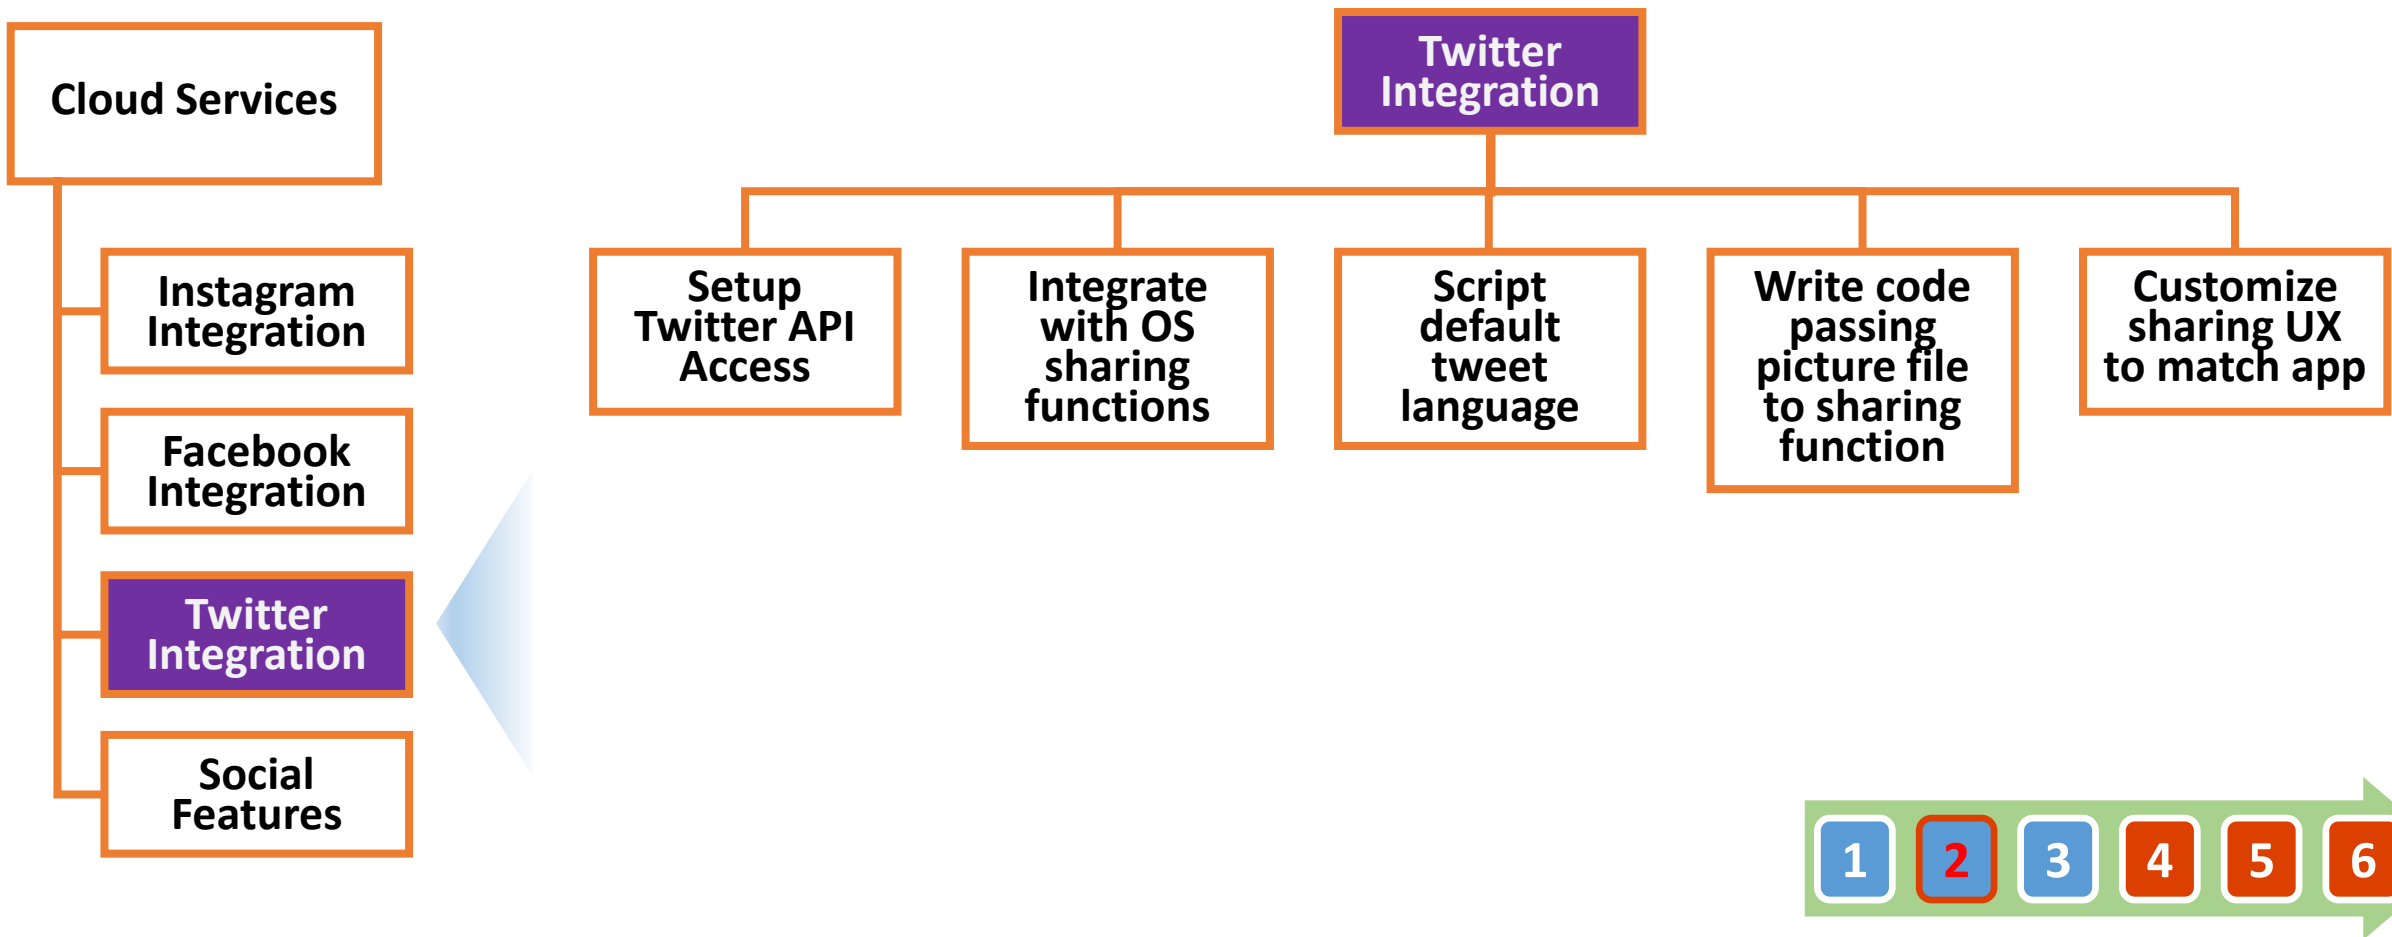 Cloud Services
Instagram
Integration
Facebook
Integration
Twitter
Integration
Social
Features
Twitter
Integration
Setup
Twitter API
Access
Integrate
with OS
sharing
functions
Script
default
tweet
language
Write code
passing
picture file
to sharing
function
Customize
sharing UX
to match app
1 2 3 4 5 6